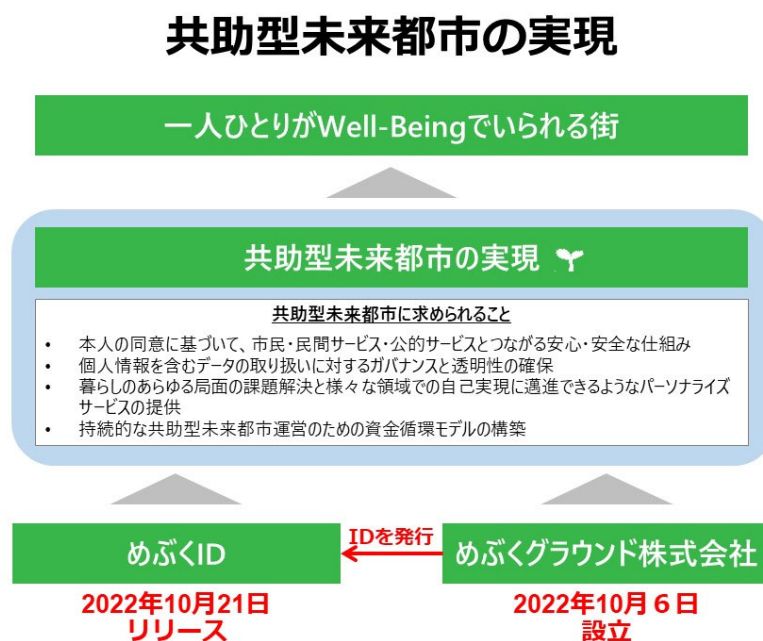 共助型未来都市の実現
一人ひとりがWell-Beingでいられる街
共助型未来都市の実現
共助型未来都市に求められること
• 本人の同意に基づいて、市民・民間サービス・公的サービスとつながる安心・安全な仕組み
• 個人情報を含むデータの取り扱いに対するガバナンスと透明性の確保
• 暮らしのあらゆる局面の課題解決と様々な領域での自己実現に邁進できるようなパーソナライズ
サービスの提供
• 持続的な共助型未来都市運営のための資金循環モデルの構築
めぶくID
IDを発行
めぶくグラウンド株式会社
2022年10月21日
リリース
2022年10月６日
設立